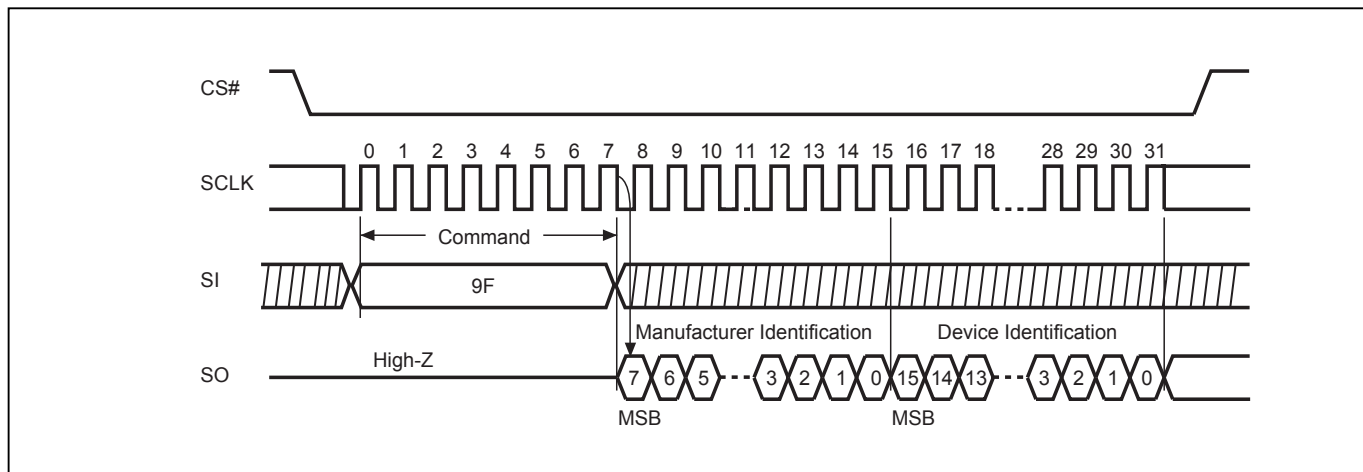 CS#
0 1 2 3 4 5 6 7 8 9 10 11 12 13 14 15 16 17 18 28 29 30 31
SCLK
Command
SI
9F
Manufacturer Identification Device Identification
High-Z
SO
7 6 5 3 2 1 0 15 14 13 3 2 1 0
MSB MSB